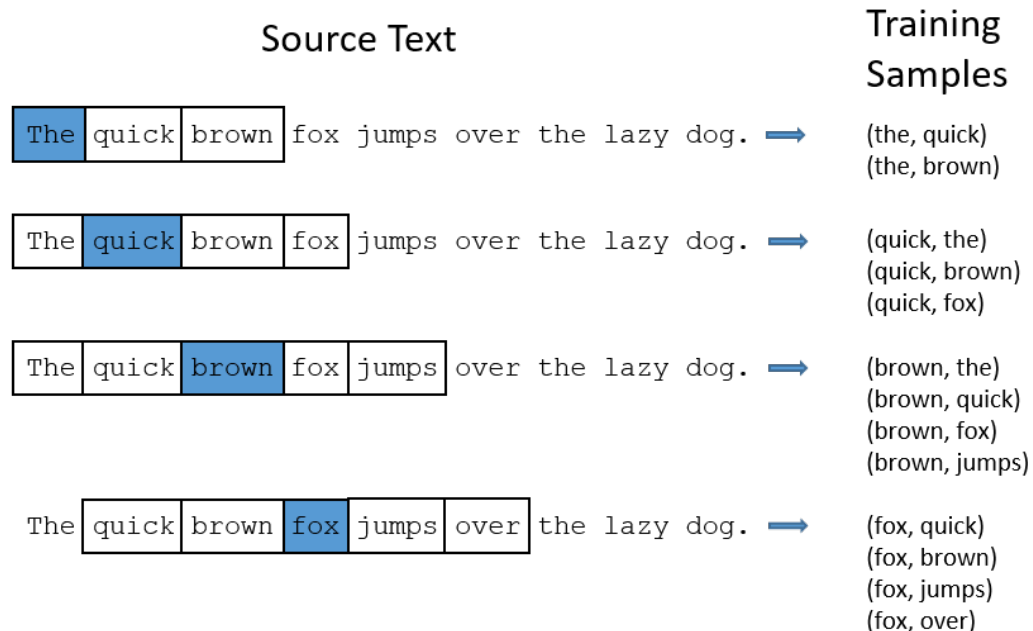 Source Text
Training
Samples
The quick brown fox jumps over the lazy dog.
(the, quick)
(the, brown)
The quick brown fox jumps over the lazy dog.
(quick, the)
(quick, brown)
(quick, fox)
The quick brown fox jumps over the lazy dog.
(brown, the)
(brown, quick)
(brown, fox)
(brown, jumps)
The quick brown fox jumps over the lazy dog.
(fox, quick)
(fox, brown)
(fox, jumps)
(fox, over)